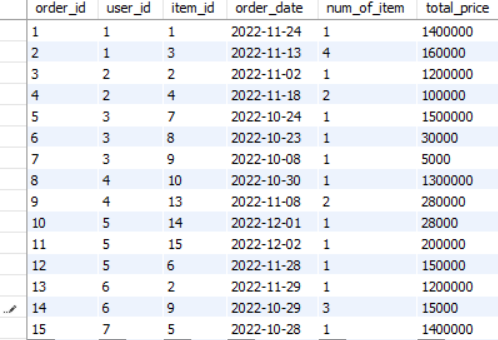 order_id user_id item_id order_date num_of_item total_price
1 1 1 2022-11-24 1 1400000
2 1 3 2022-11-13 4 160000
3 2 2 2022-11-02 1 1200000
4 2 4 2022-11-18 2 100000
5 3 7 2022-10-24 1 1500000
6 3 8 2022-10-23 1 30000
7 3 9 2022-10-08 1 5000
8 4 10 2022-10-30 1 1300000
9 4 13 2022-11-08 2 280000
10 5 14 2022-12-01 1 28000
11 5 15 2022-12-02 1 200000
12 5 6 2022-11-28 1 150000
13 6 2 2022-11-29 1 1200000
14 6 9 2022-10-29 3 15000
15 7 5 2022-10-28 1 1400000